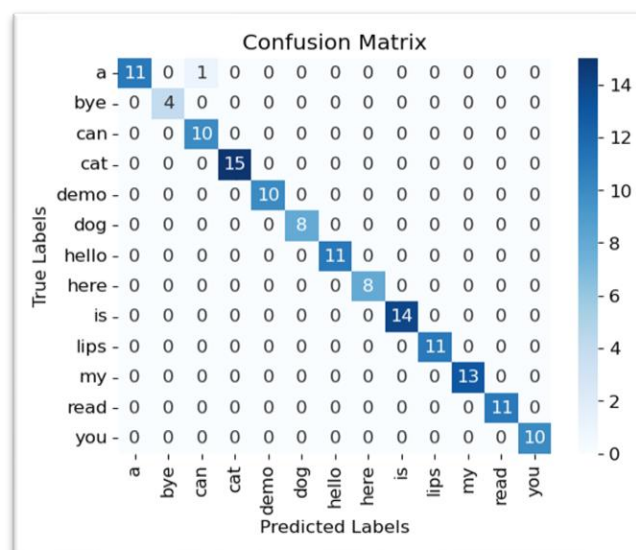 Confusion Matrix
a 11 0 1 0 0 0 0 0 0 0 0 0 0
bye 0 4 0 0 0 0 0 0 0 0 0 0 0
can 0 0 10 0 0 0 0 0 0 0 0 0 0
cat 0 0 0 15 0 0 0 0 0 0 0 0 0
demo 0 0 0 0 10 0 0 0 0 0 0 0 0
dog 0 0 0 0 0 8 0 0 0 0 0 0 0
hello 0 0 0 0 0 0 11 0 0 0 0 0 0
here 0 0 0 0 0 0 0 8 0 0 0 0 0
is 0 0 0 0 0 0 0 0 14 0 0 0 0
lips 0 0 0 0 0 0 0 0 0 11 0 0 0
my 0 0 0 0 0 0 0 0 0 0 13 0 0
read 0 0 0 0 0 0 0 0 0 0 0 11 0
you 0 0 0 0 0 0 0 0 0 0 0 0 10
a bye can cat demo dog hello here is lips my read you
True Labels
Predicted Labels
14
12
10
8
6
4
2
0